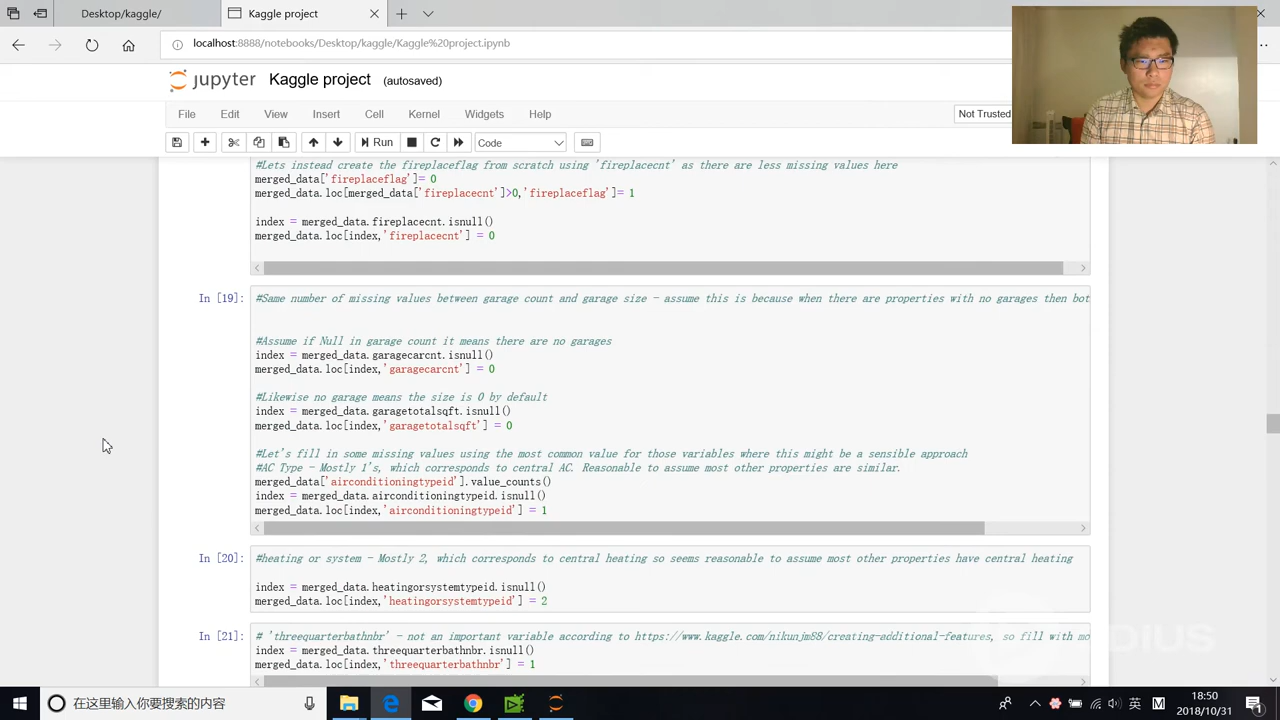 Desktop/kaggle/
Kaggle project
localhost:8888/notebooks/Desktop/kaggle/Kaggle%20project.ipynb
jupyter Kaggle project (autosaved)
File Edit View Insert Cell Kernel Widgets Help
Not Trusted
Run
Code
#Lets instead create the fireplaceflag from scratch using 'fireplacecnt' as there are less missing values here
merged_data['fireplaceflag']= 0
merged_data.loc[merged_data['fireplacecnt']>0,'fireplaceflag']= 1
index = merged_data.fireplacecnt.isnull()
merged_data.loc[index,'fireplacecnt'] = 0
In [19]:
#Same number of missing values between garage count and garage size - assume this is because when there are properties with no garages then bot
#Assume if Null in garage count it means there are no garages
index = merged_data.garagecarcnt.isnull()
merged_data.loc[index,'garagecarcnt'] = 0
#Likewise no garage means the size is 0 by default
index = merged_data.garagetotalsqft.isnull()
merged_data.loc[index,'garagetotalsqft'] = 0
#Let's fill in some missing values using the most common value for those variables where this might be a sensible approach
#AC Type - Mostly 1's, which corresponds to central AC. Reasonable to assume most other properties are similar.
merged_data['airconditioningtypeid'].value_counts()
index = merged_data.airconditioningtypeid.isnull()
merged_data.loc[index,'airconditioningtypeid'] = 1
In [20]:
#heating or system - Mostly 2, which corresponds to central heating so seems reasonable to assume most other properties have central heating
index = merged_data.heatingorsystemtypeid.isnull()
merged_data.loc[index,'heatingorsystemtypeid'] = 2
In [21]:
# 'threequarterbathnbr' - not an important variable according to https://www.kaggle.com/nikunjm88/creating-additional-features, so fill with mo
index = merged_data.threequarterbathnbr.isnull()
merged_data.loc[index,'threequarterbathnbr'] = 1
在这里输入你要搜索的内容
英
M
18:50
2018/10/31
1